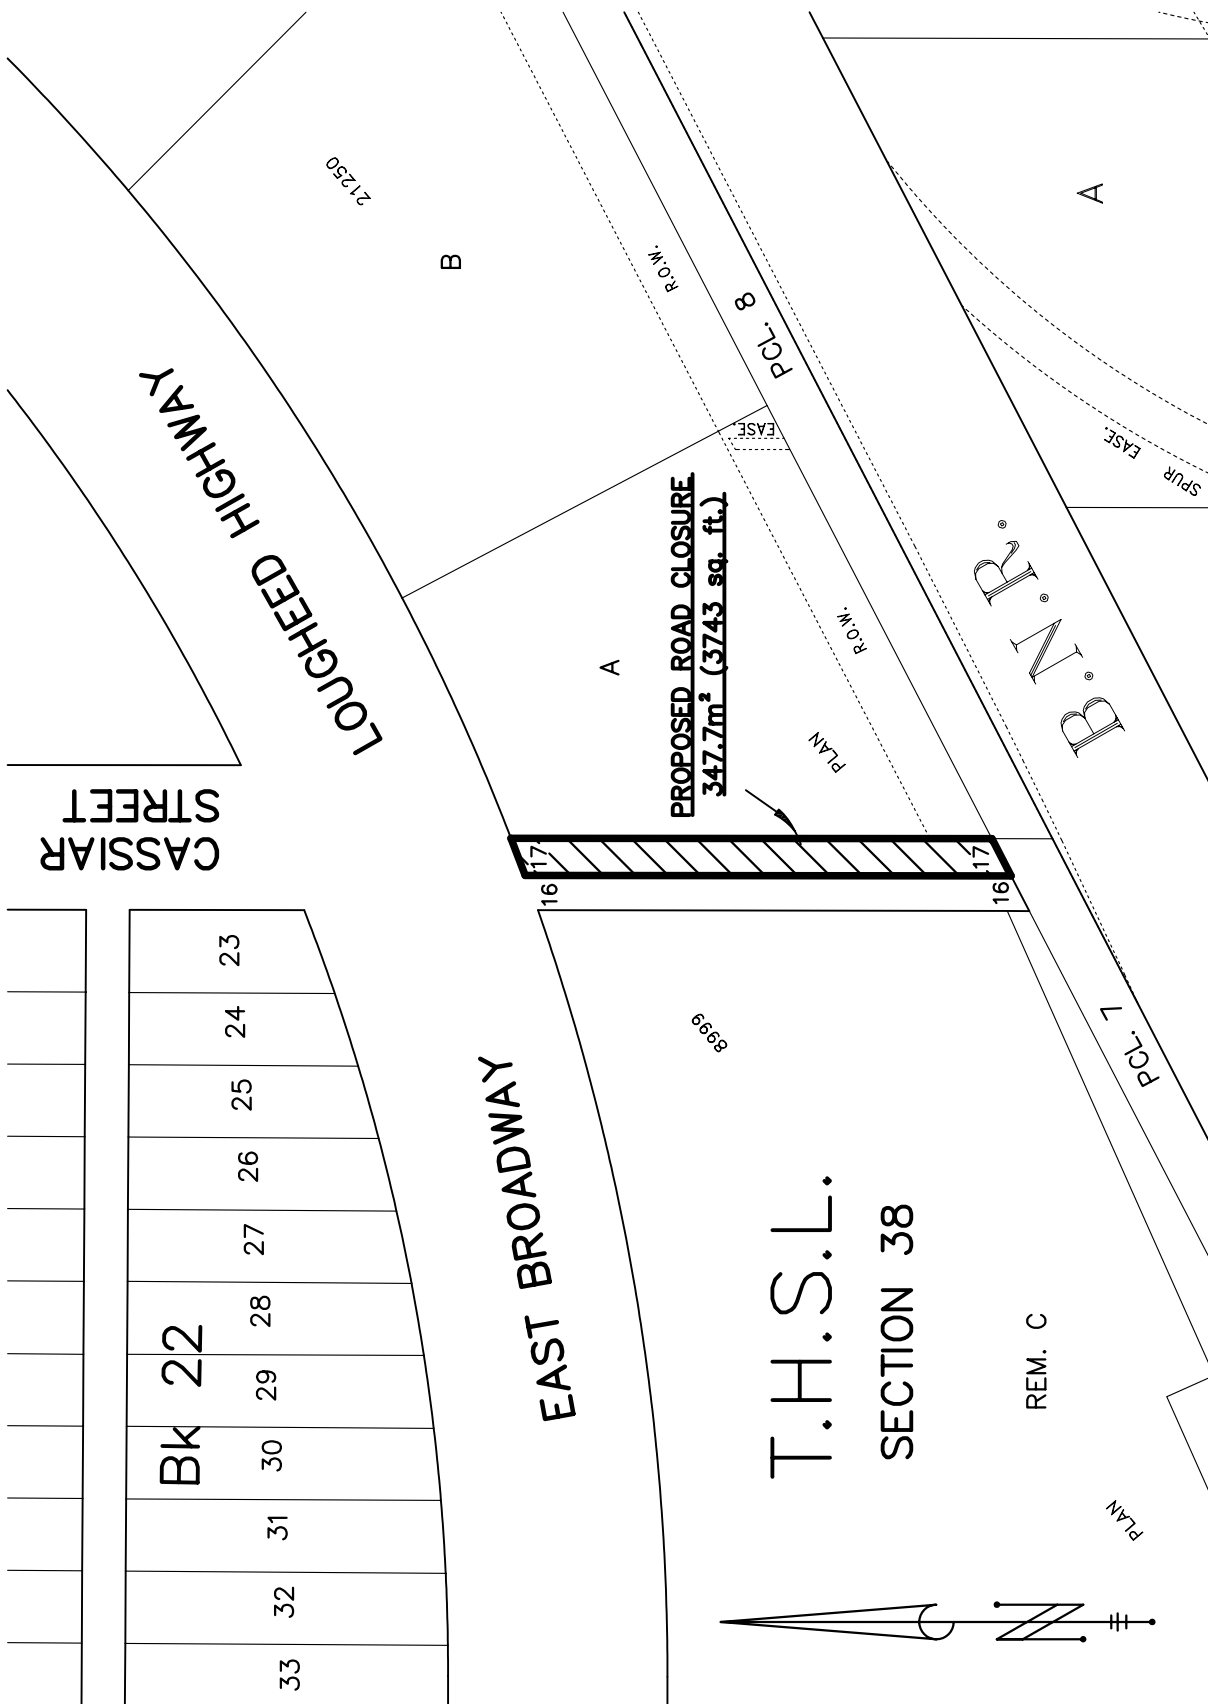 CASSIAR
STREET
LOUGHEED HIGHWAY
EAST BROADWAY
Bk 22
33
32
31
30
29
28
27
26
25
24
23
21250
B
A
PROPOSED ROAD CLOSURE
347.7m² (3743 sq. ft.)
16
17
16
17
PLAN
8999
R.O.W.
R.O.W.
EASE.
PCL. 8
PCL. 7
B.N.R.
A
SPUR
EASE.
T.H.S.L.
SECTION 38
REM. C
PLAN
N